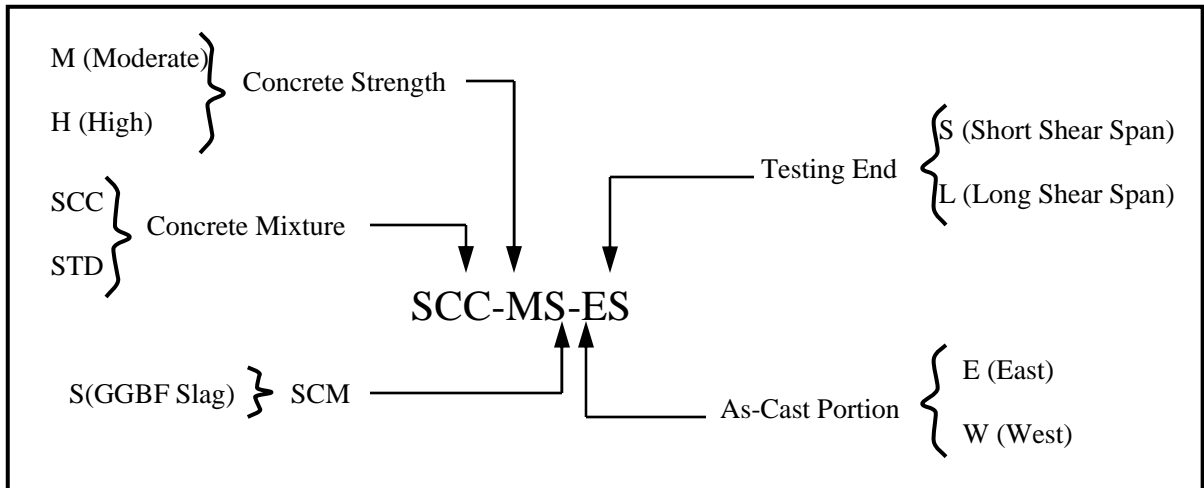 M (Moderate)
H (High)
Concrete Strength
SCC
STD
Concrete Mixture
S (Short Shear Span)
L (Long Shear Span)
Testing End
SCC-MS-ES
S(GGBF Slag)
SCM
As-Cast Portion
E (East)
W (West)